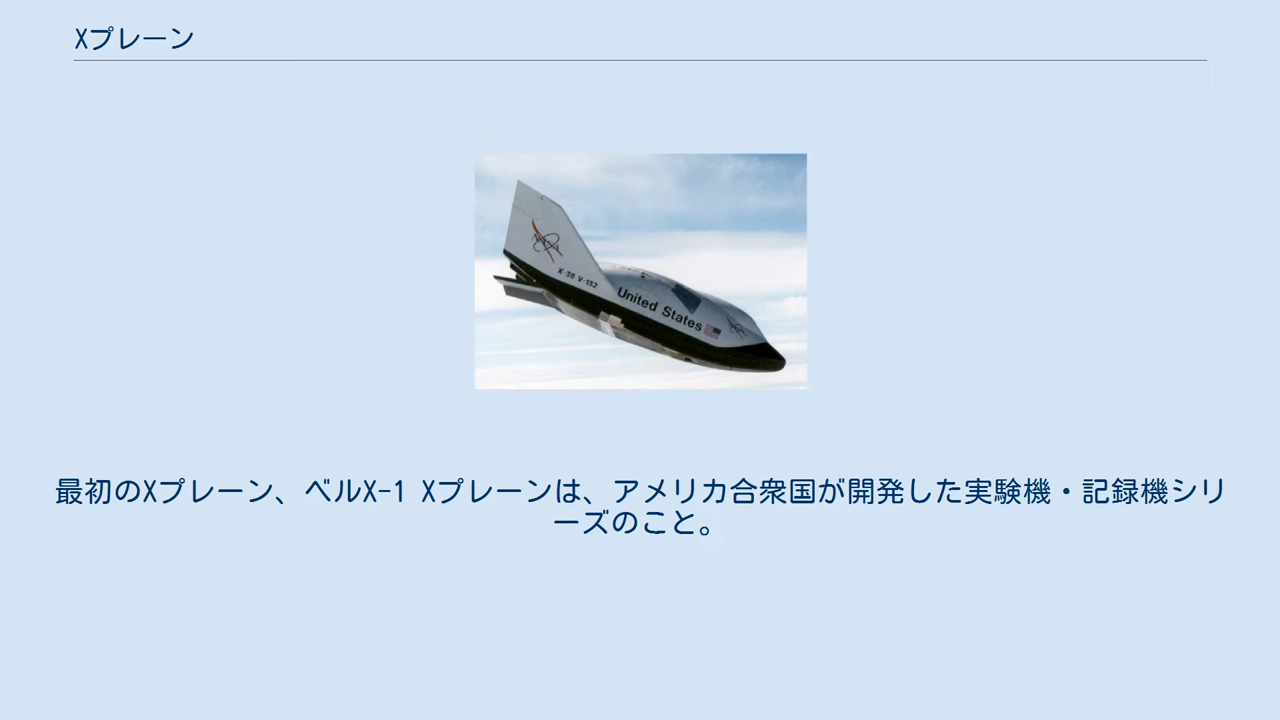 Xプレーン
NASA
X-38 V-132
United States
最初のXプレーン、ベルX-1 Xプレーンは、アメリカ合衆国が開発した実験機・記録機シリ
ーズのこと。